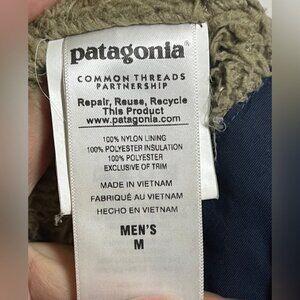 patagonia®
COMMON THREADS
PARTNERSHIP
Repair, Reuse, Recycle
This Product
www.patagonia.com
100% NYLON LINING
100% POLYESTER INSULATION
100% POLYESTER
EXCLUSIVE OF TRIM
MADE IN VIETNAM
FABRIQUÉ AU VIETNAM
HECHO EN VIETNAM
MEN'S
M